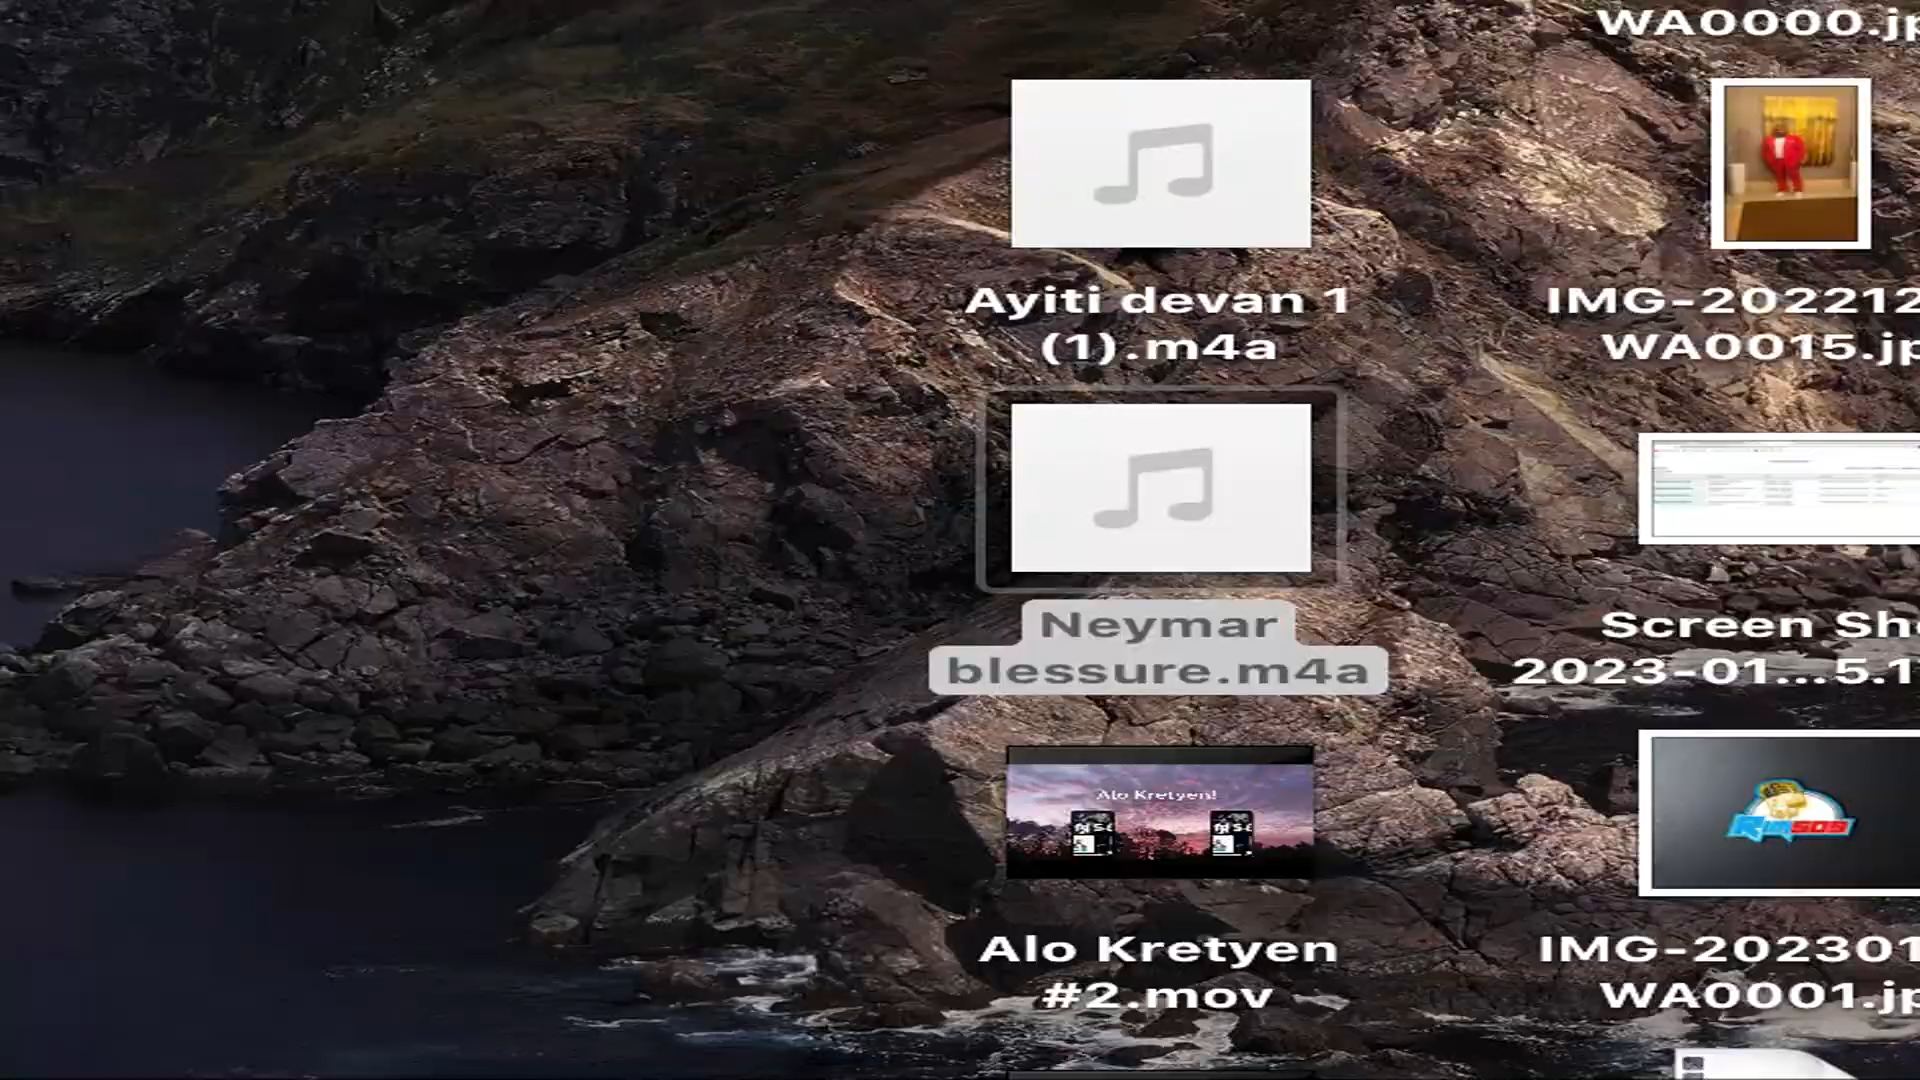 WA0000.jp
Ayiti devan 1
(1).m4a
IMG-202212
WA0015.jp
Neymar
blessure.m4a
Screen Sh
2023-01...5.1
Alo Kretyen!
RIMSOS
Alo Kretyen
#2.mov
IMG-202301
WA0001.jp